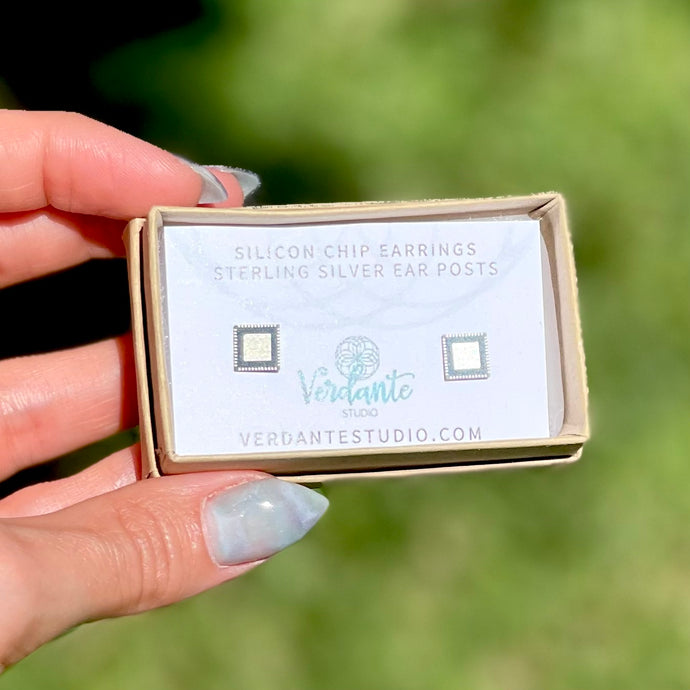 SILICON CHIP EARRINGS
STERLING SILVER EAR POSTS
Verdante
STUDIO
VERDANTESTUDIO.COM